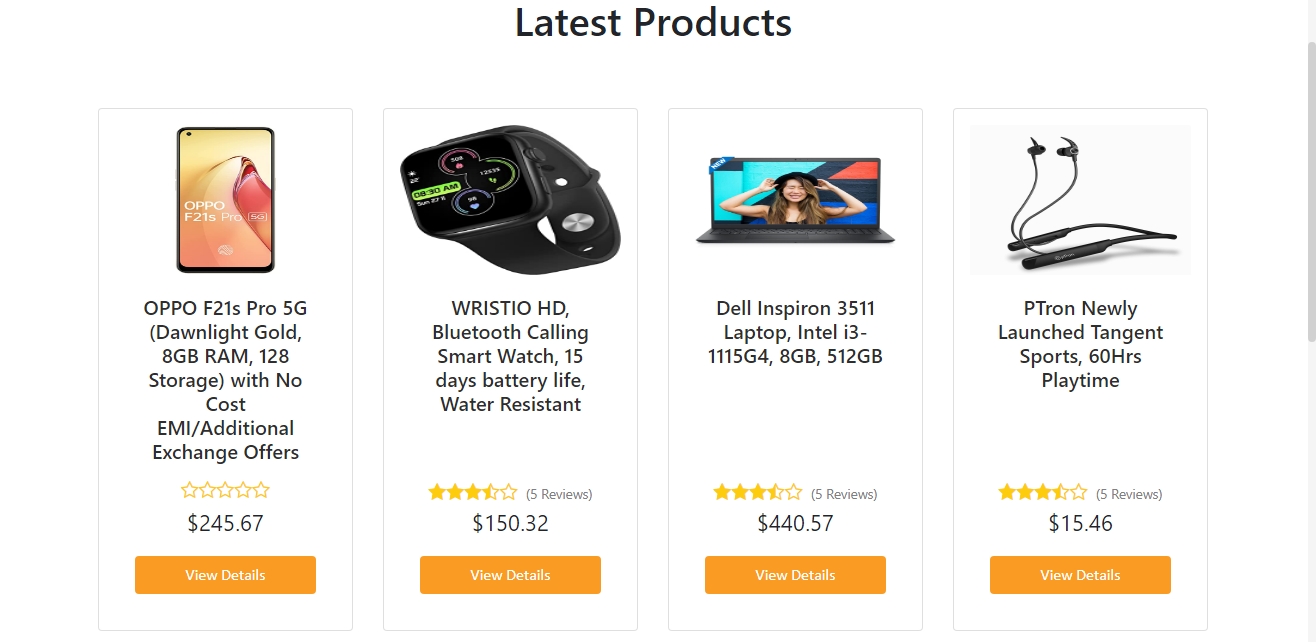 Latest Products
OPPO
F21s Pro 5G
OPPO F21s Pro 5G
(Dawnlight Gold,
8GB RAM, 128
Storage) with No
Cost
EMI/Additional
Exchange Offers
$245.67
View Details
308
12535
08:30 AM
98
WRISTIO HD,
Bluetooth Calling
Smart Watch, 15
days battery life,
Water Resistant
(5 Reviews)
$150.32
View Details
NEW
Dell Inspiron 3511
Laptop, Intel i3-
1115G4, 8GB, 512GB
(5 Reviews)
$440.57
View Details
PTron Newly
Launched Tangent
Sports, 60Hrs
Playtime
(5 Reviews)
$15.46
View Details